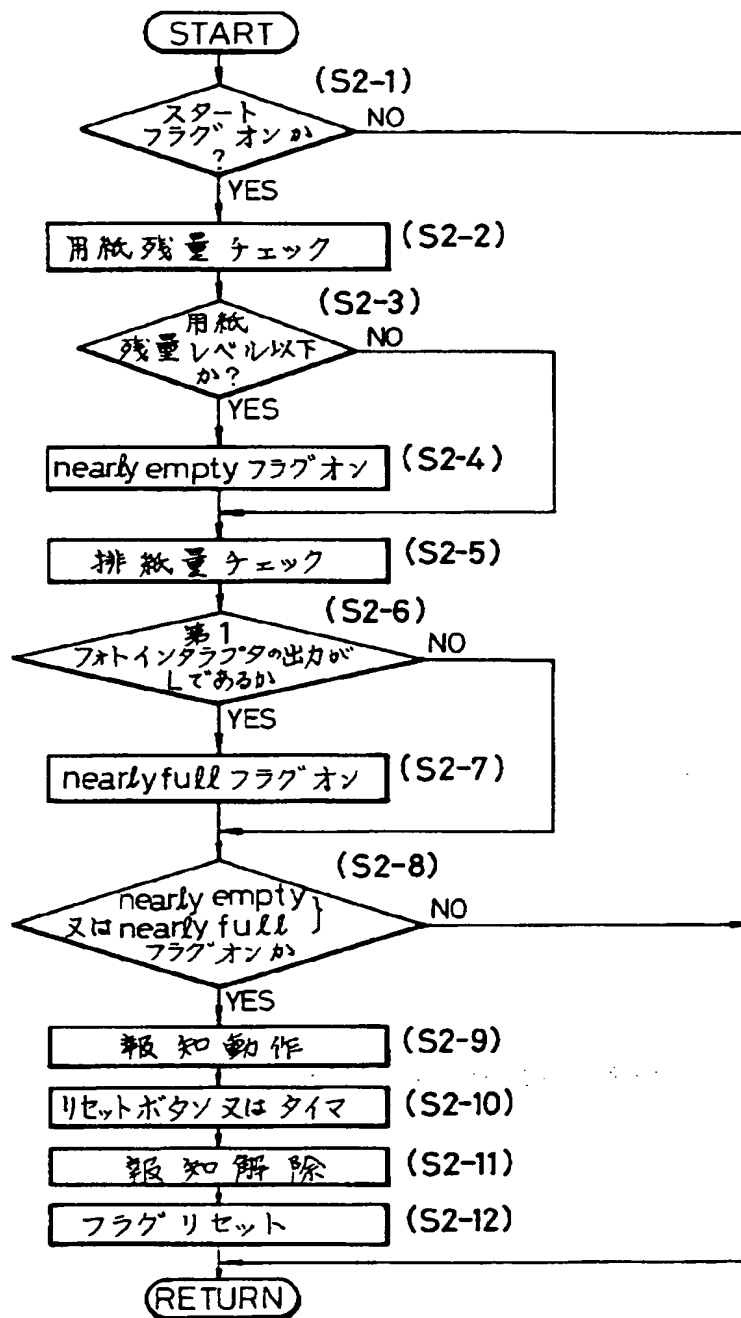 START
(S2-1)
スタート
フラグオンか
?
NO
YES
用紙残量チェック
(S2-2)
(S2-3)
用紙
残量レベル以下
か?
NO
YES
nearly empty フラグオン
(S2-4)
排紙量チェック
(S2-5)
(S2-6)
第1
フォトインタラプタの出力が
Lであるか
NO
YES
nearly full フラグオン
(S2-7)
(S2-8)
nearly empty
又は nearly full }
フラグオンか
NO
YES
報知動作
(S2-9)
リセットボタン又はタイマ
(S2-10)
報知解除
(S2-11)
フラグリセット
(S2-12)
RETURN